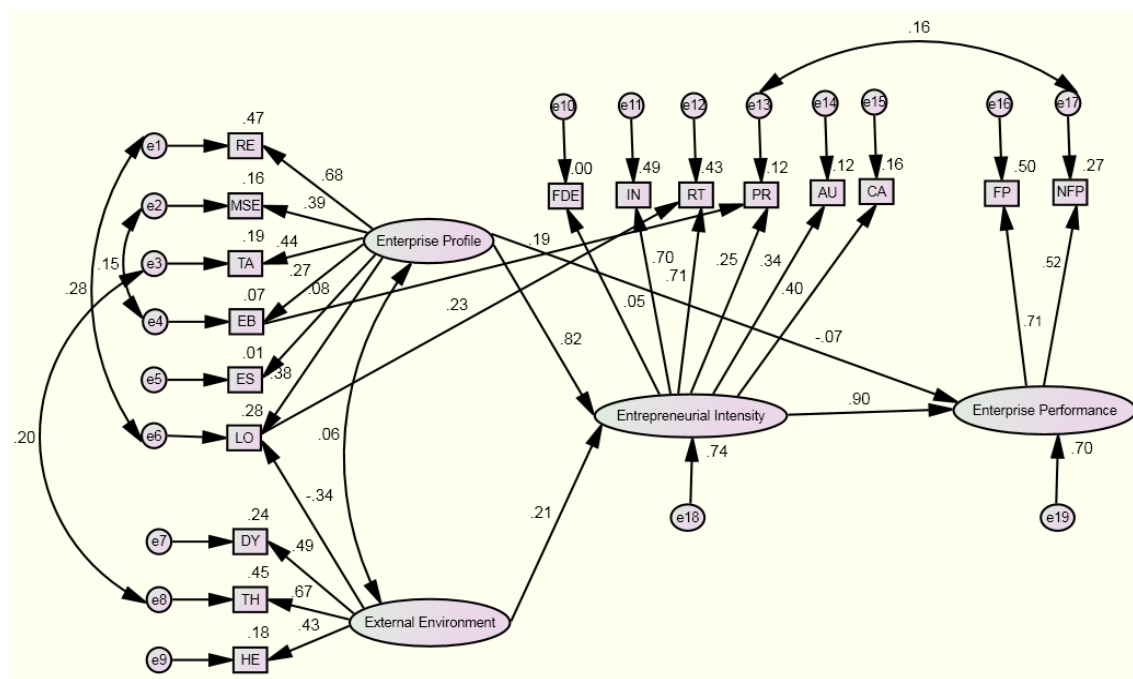 .16
e10 e11 e12 e13 e14 e15 e16 e17
.47
e1 RE
.00 .49 .43 .12 .12 .16 .50 .27
FDE IN RT PR AU CA FP NFP
.68
.16
e2 MSE .39
.19
e3 TA .44
Enterprise Profile .19
.15 .27 .70 .25 .34 .52
.28 .08 .71
.07 .23 .05 .40
e4 EB .71
.82 -.07
.01
e5 ES .38
.28
e6 LO
.20 .06
Entrepreneurial Intensity .90 Enterprise Performance
.74 .70
-.34
.24 .21 e18 e19
e7 DY .49
.45
e8 TH .67
External Environment
.18 .43
e9 HE